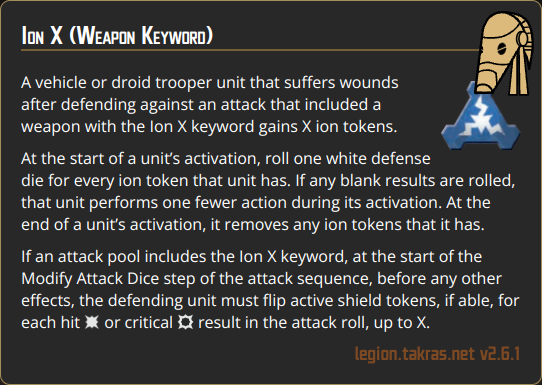 Ion X (Weapon Keyword)
A vehicle or droid trooper unit that suffers wounds
after defending against an attack that included a
weapon with the Ion X keyword gains X ion tokens.
At the start of a unit’s activation, roll one white defense
die for every ion token that unit has. If any blank results are rolled,
that unit performs one fewer action during its activation. At the
end of a unit’s activation, it removes any ion tokens that it has.
If an attack pool includes the Ion X keyword, at the start of the
Modify Attack Dice step of the attack sequence, before any other
effects, the defending unit must flip active shield tokens, if able, for
each hit or critical result in the attack roll, up to X.
legion.takras.net v2.6.1